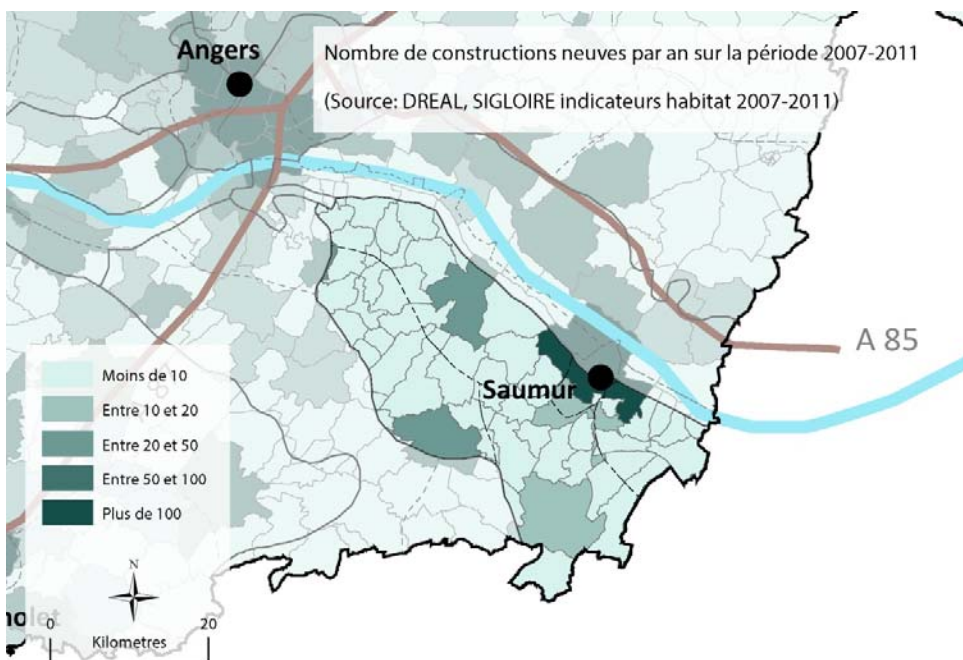 Angers
Nombre de constructions neuves par an sur la période 2007-2011
(Source: DREAL, SIGLOIRE indicateurs habitat 2007-2011)
A 85
Saumur
Moins de 10
Entre 10 et 20
Entre 20 et 50
Entre 50 et 100
Plus de 100
N
olet
0
20
Kilometres